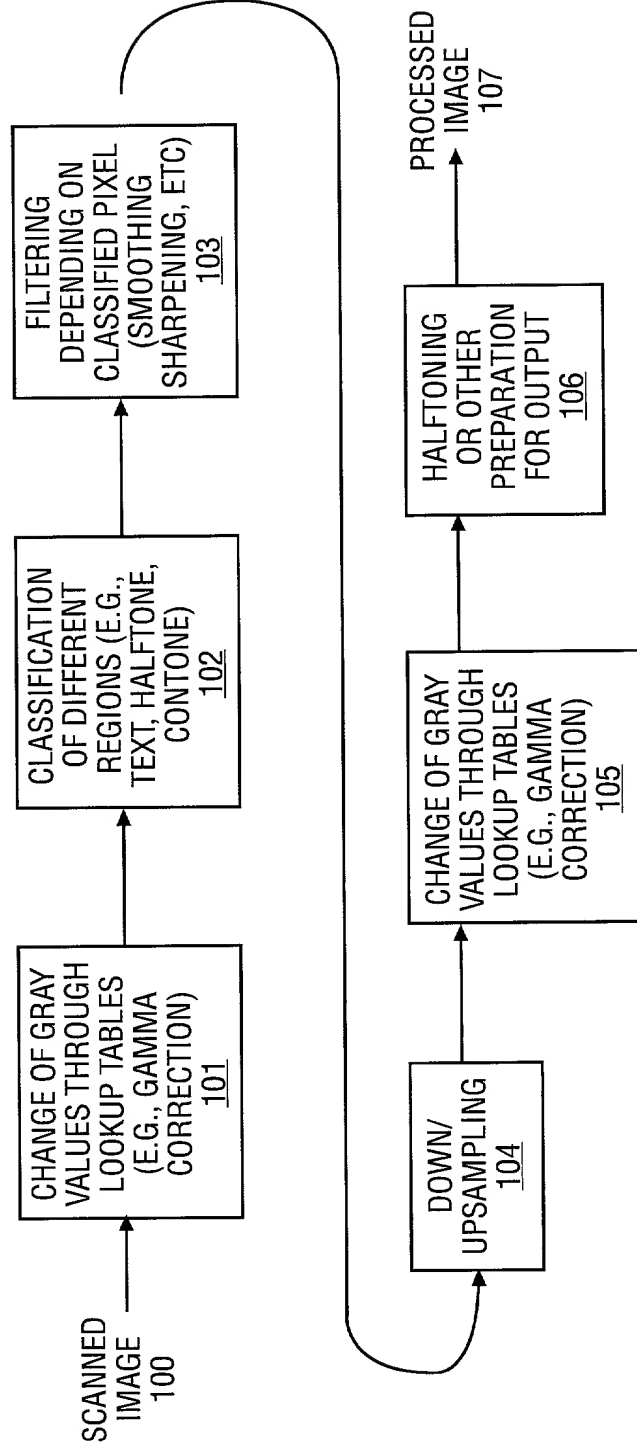 SCANNED
IMAGE
100
CHANGE OF GRAY
VALUES THROUGH
LOOKUP TABLES
(E.G., GAMMA
CORRECTION)
101
CLASSIFICATION
OF DIFFERENT
REGIONS (E.G.,
TEXT, HALFTONE,
CONTONE)
102
FILTERING
DEPENDING ON
CLASSIFIED PIXEL
(SMOOTHING
SHARPENING, ETC)
103
DOWN/
UPSAMPLING
104
CHANGE OF GRAY
VALUES THROUGH
LOOKUP TABLES
(E.G., GAMMA
CORRECTION)
105
HALFTONING
OR OTHER
PREPARATION
FOR OUTPUT
106
PROCESSED
IMAGE
107